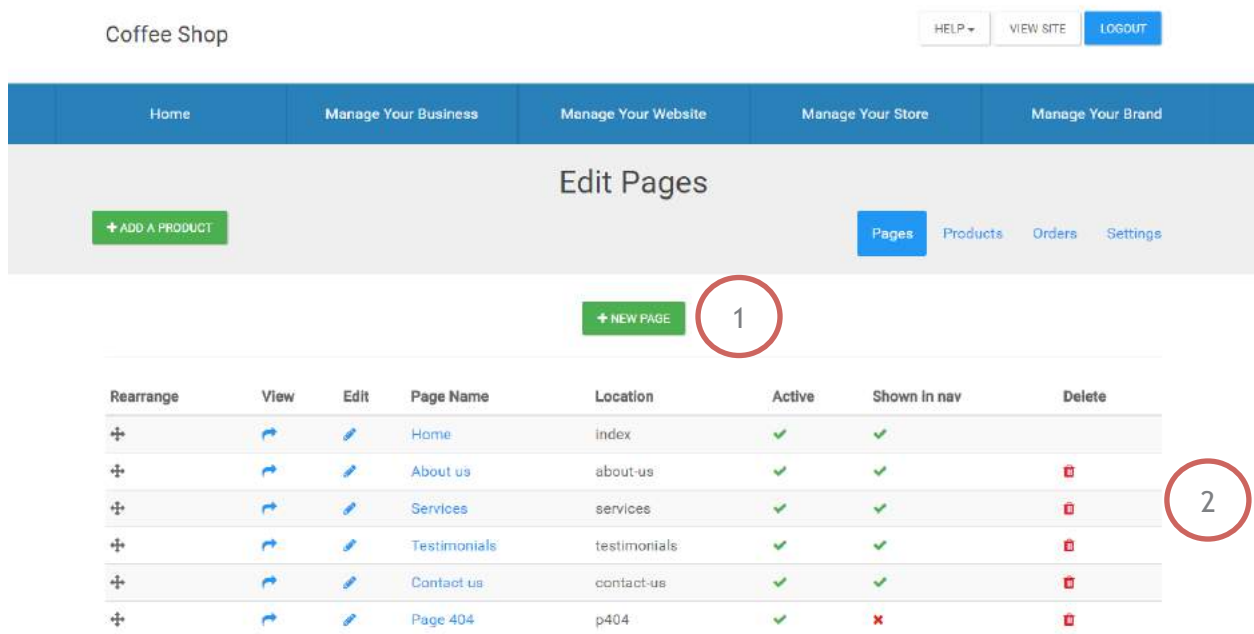 Coffee Shop
HELP
VIEW SITE
LOGOUT
Home
Manage Your Business
Manage Your Website
Manage Your Store
Manage Your Brand
Edit Pages
+ ADD A PRODUCT
Pages
Products
Orders
Settings
+ NEW PAGE
1
Rearrange View Edit Page Name Location Active Shown in nav Delete
Home index
About us about-us
Services services
2
Testimonials testimonials
Contact us contact-us
Page 404 p404